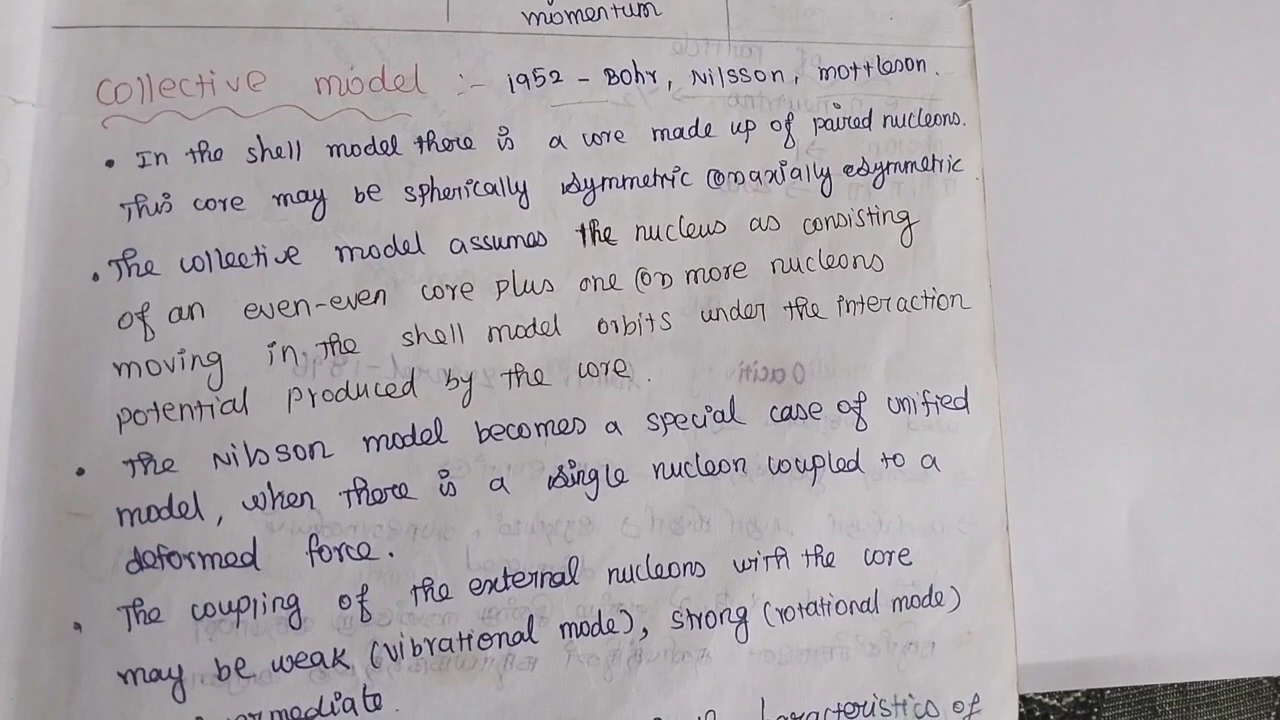 momentum
Collective model :- 1952 - Bohr, Nilsson, mottleson.
• In the shell model there is a core made up of paired nucleons.
This core may be spherically symmetric (or) axially asymmetric.
• The collective model assumes the nucleus as consisting
of an even-even core plus one (or) more nucleons
moving in the shell model orbits under the interaction
potential produced by the core.
• The Nilsson model becomes a special case of unified
model, when there is a single nucleon coupled to a
deformed force.
• The coupling of the external nucleons with the core
may be weak (vibrational mode), strong (rotational mode)